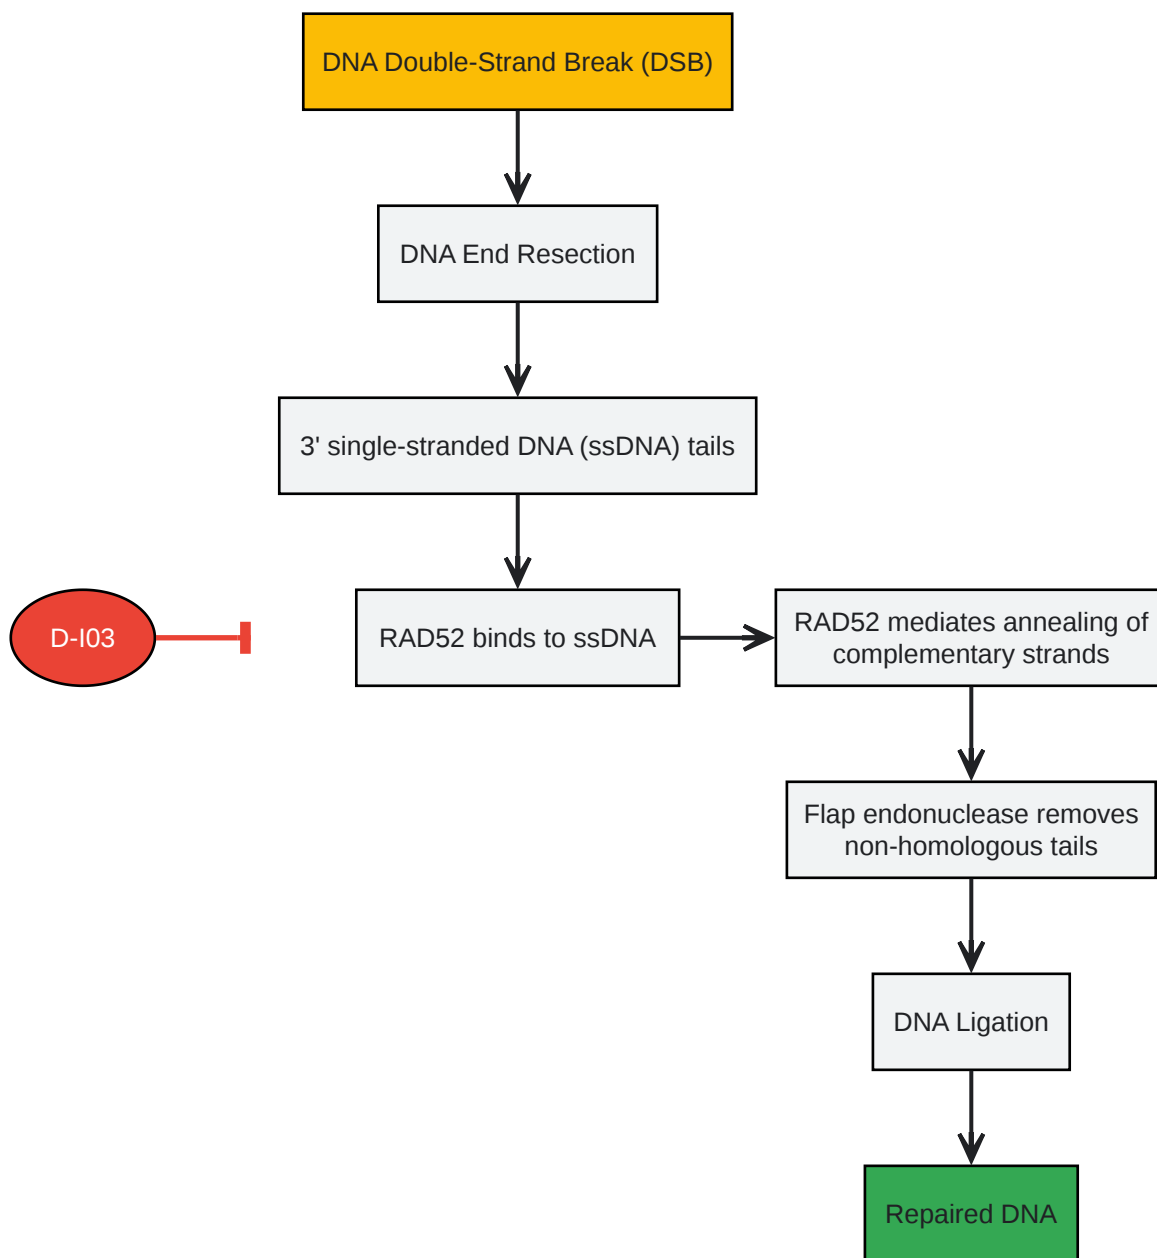 DNA Double-Strand Break (DSB)
DNA End Resection
3' single-stranded DNA (ssDNA) tails
D-I03
RAD52 binds to ssDNA
RAD52 mediates annealing of
complementary strands
Flap endonuclease removes
non-homologous tails
DNA Ligation
Repaired DNA